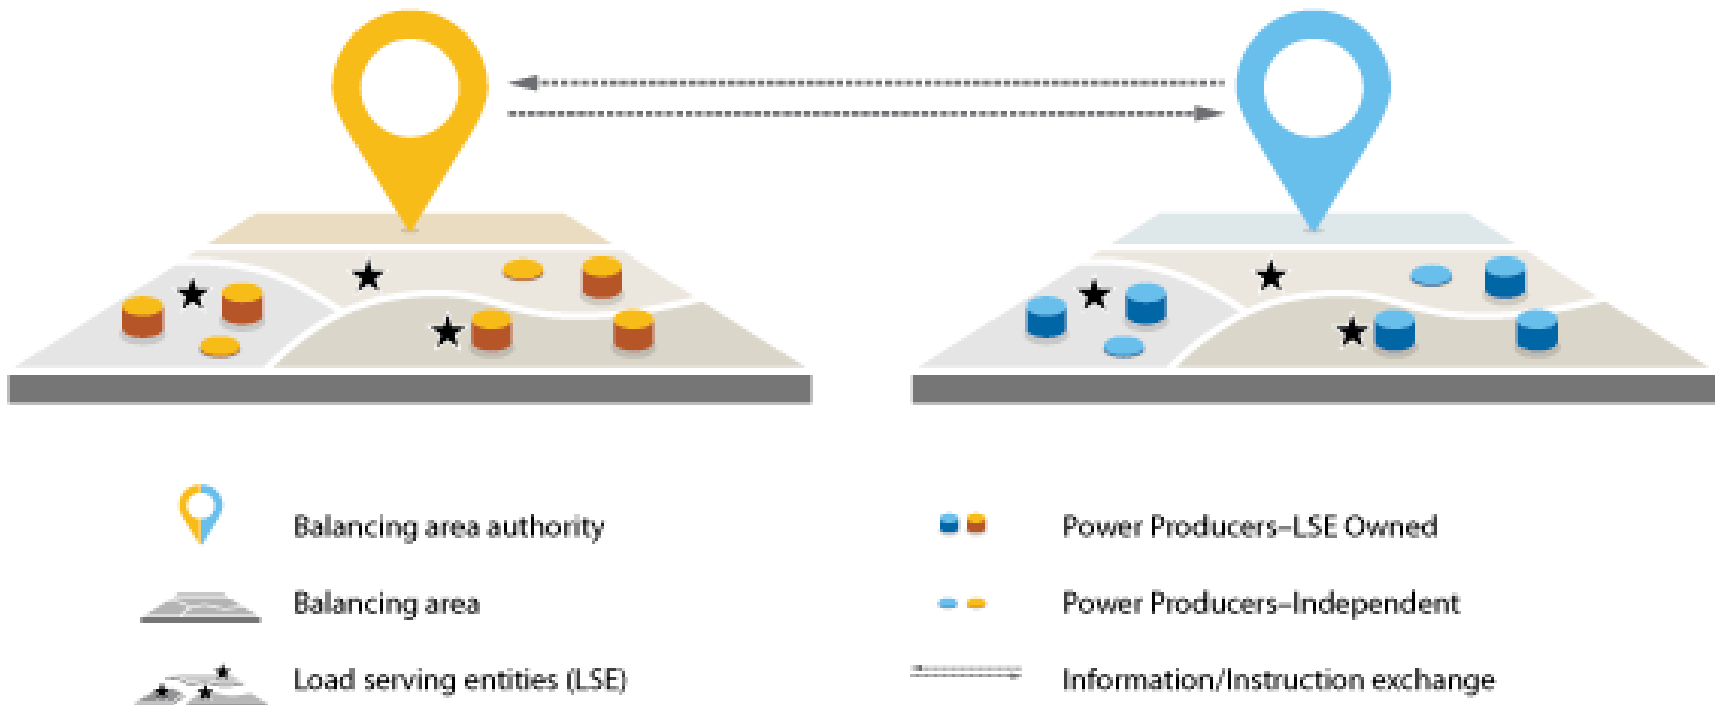 Balancing area authority
Balancing area
Load serving entities (LSE)
Power Producers–LSE Owned
Power Producers–Independent
Information/Instruction exchange